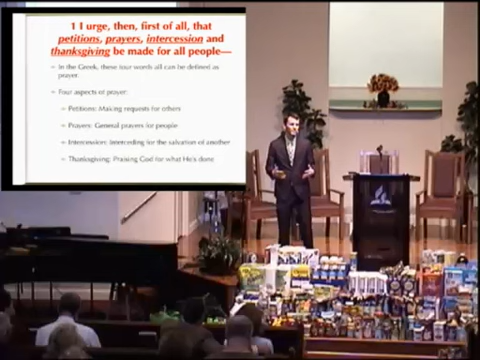 1 I urge, then, first of all, that
petitions, prayers, intercession and
thanksgiving be made for all people—
In the Greek, these four words all can be defined as
prayer.
Four aspects of prayer:
Petitions: Making requests for others
Prayers: General prayers for people
Intercession: Interceding for the salvation of another
Thanksgiving: Praising God for what He's done